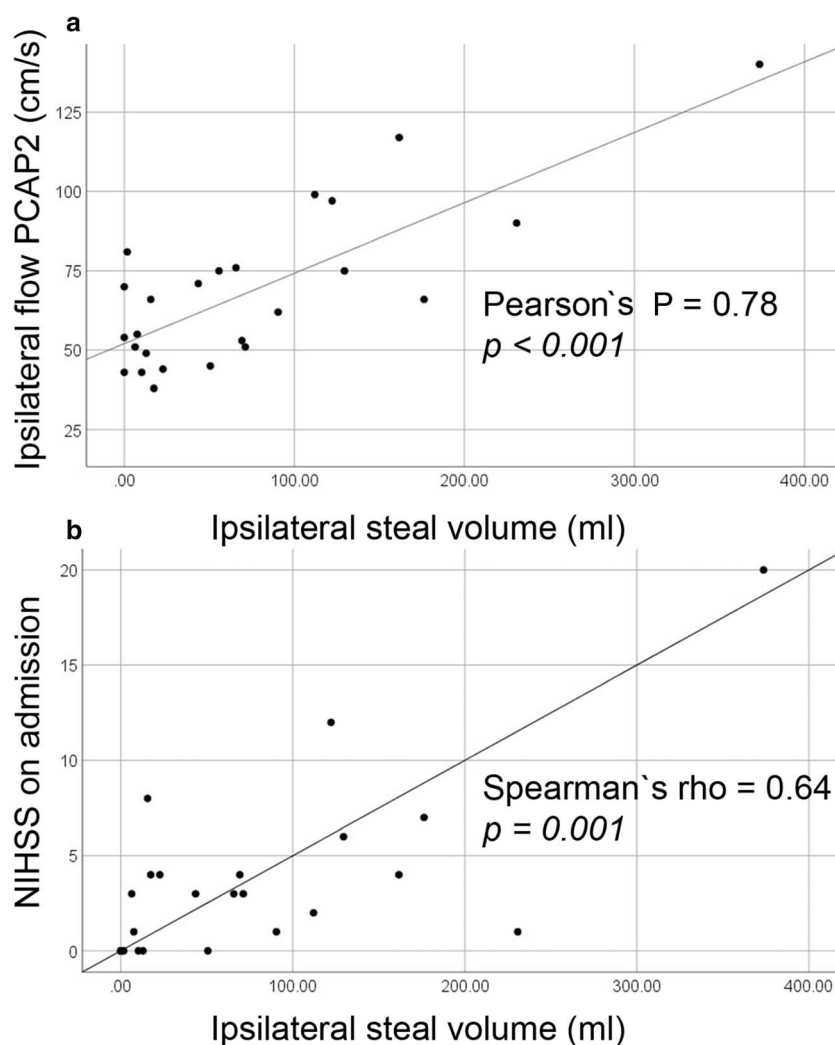 a
Ipsilateral flow PCAP2 (cm/s)
125
100
75
50
25
Pearson`s P = 0.78
p < 0.001
.00 100.00 200.00 300.00 400.00
Ipsilateral steal volume (ml)
b
NIHSS on admission
20
15
10
5
0
Spearman`s rho = 0.64
p = 0.001
.00 100.00 200.00 300.00 400.00
Ipsilateral steal volume (ml)